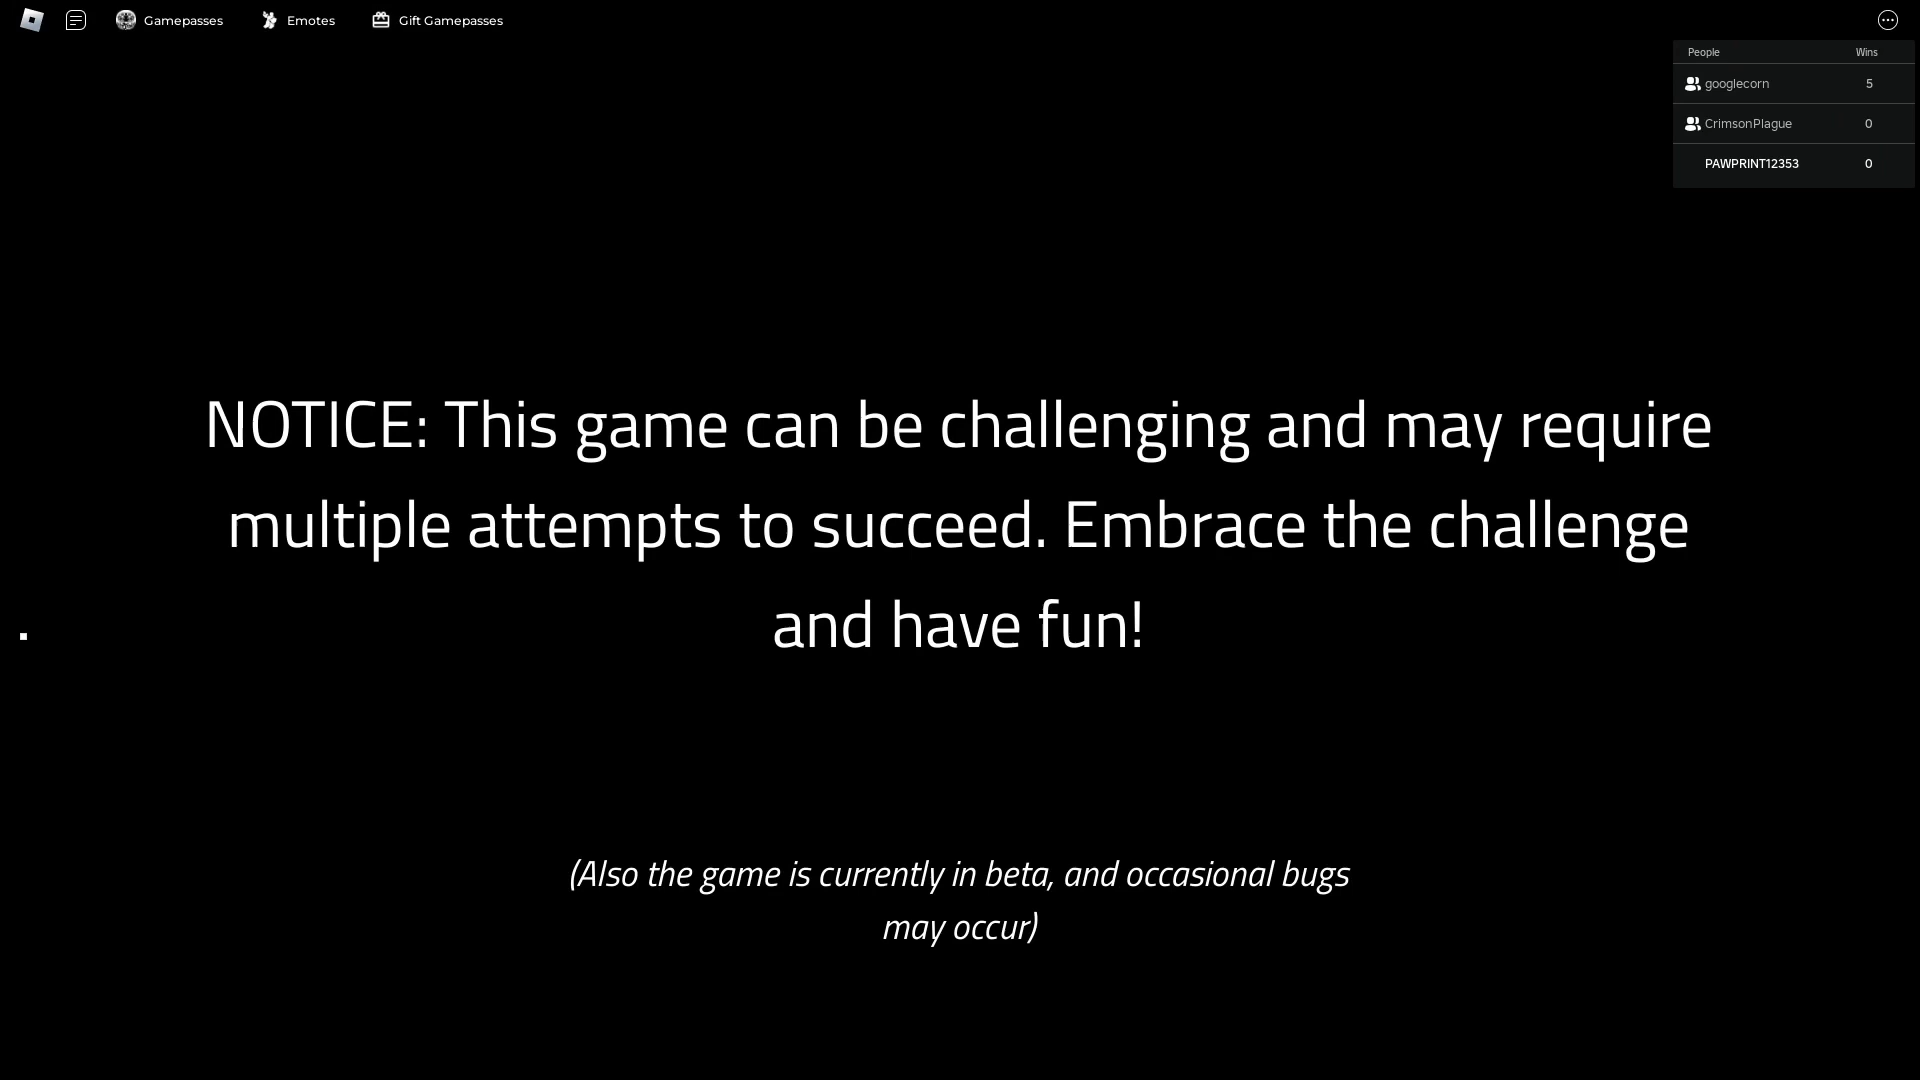 Gamepasses Emotes Gift Gamepasses
People Wins
googlecorn 5
CrimsonPlague 0
PAWPRINT12353 0
NOTICE: This game can be challenging and may require
multiple attempts to succeed. Embrace the challenge
and have fun!
.
(Also the game is currently in beta, and occasional bugs
may occur)